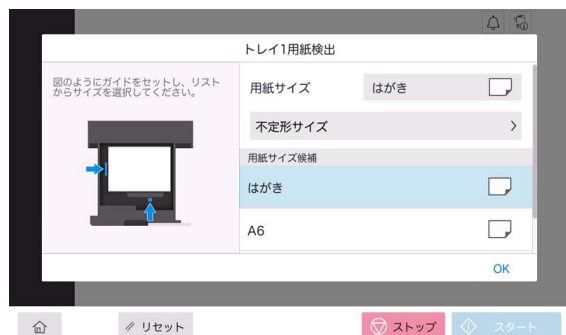 トレイ1用紙検出
図のようにガイドをセットし、リスト
からサイズを選択してください。
用紙サイズ
はがき
不定形サイズ
用紙サイズ候補
はがき
A6
OK
リセット
ストップ
スタート